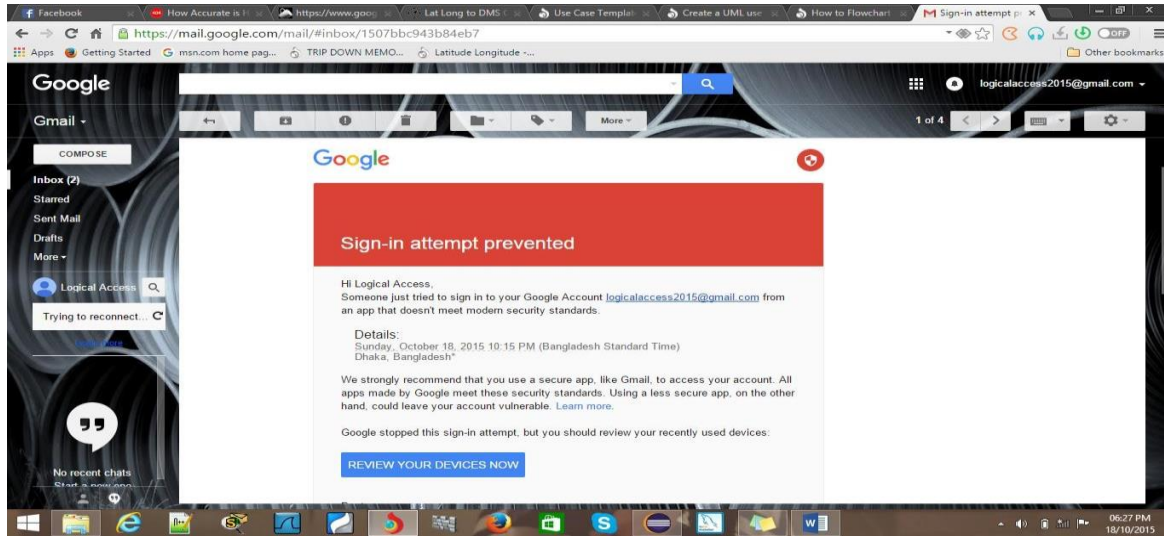 Facebook
How Accurate is
https://www.goog
Lat Long to DMS
Use Case Templat
Create a UML use
How to Flowchart
Sign-in attempt p
https://mail.google.com/mail/#inbox/1507bbc943b84eb7
OFF
Apps Getting Started msn.com home pag... TRIP DOWN MEMO... Latitude Longitude -...
Other bookmarks
Google
logicalaccess2015@gmail.com
Gmail
More
1 of 4
COMPOSE
Inbox (2)
Starred
Sent Mail
Drafts
More
Logical Access
Trying to reconnect...
No recent chats
Start a new one
Google
Sign-in attempt prevented
Hi Logical Access,
Someone just tried to sign in to your Google Account logicalaccess2015@gmail.com from
an app that doesn't meet modern security standards.
Details:
Sunday, October 18, 2015 10:15 PM (Bangladesh Standard Time)
Dhaka, Bangladesh*
We strongly recommend that you use a secure app, like Gmail, to access your account. All
apps made by Google meet these security standards. Using a less secure app, on the other
hand, could leave your account vulnerable. Learn more.
Google stopped this sign-in attempt, but you should review your recently used devices:
REVIEW YOUR DEVICES NOW
06:27 PM
18/10/2015